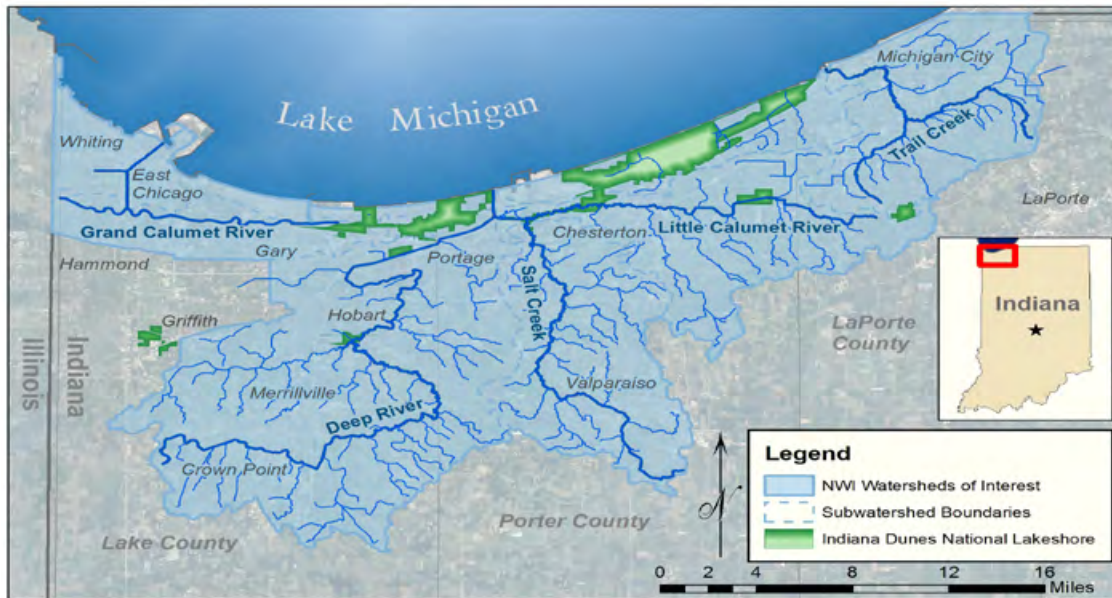 Lake Michigan
Michigan City
Trail Creek
Whiting
East
Chicago
LaPorte
Grand Calumet River
Gary
Chesterton
Little Calumet River
Portage
Hammond
Salt Creek
Hobart
Griffith
Illinois
Indiana
LaPorte
County
Merrillville
Valparaiso
Deep River
Crown Point
Lake County
Porter County
Indiana
N
Legend
NWI Watersheds of Interest
Subwatershed Boundaries
Indiana Dunes National Lakeshore
0 2 4 8 12 16
Miles